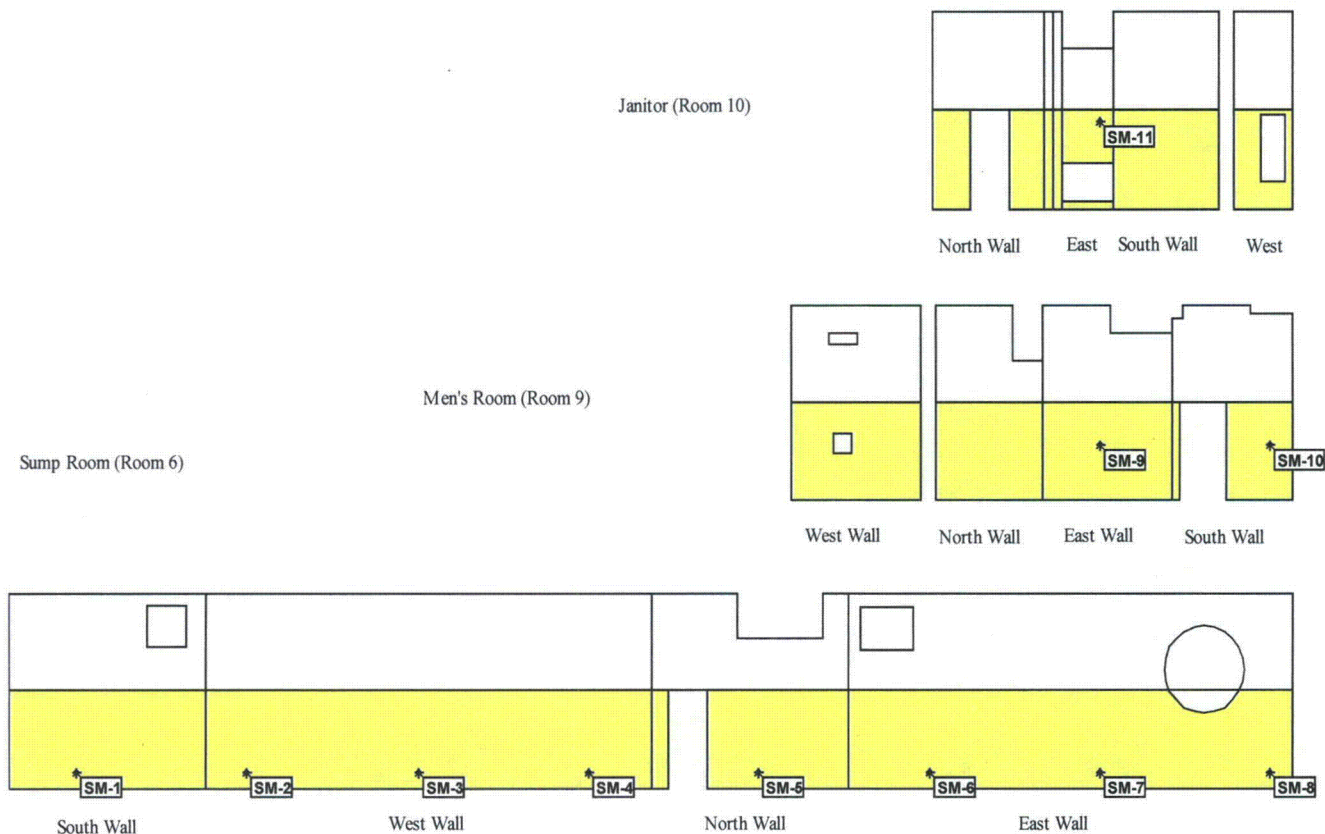 Janitor (Room 10)
SM-11
North Wall
East
South Wall
West
Men's Room (Room 9)
SM-9
SM-10
Sump Room (Room 6)
West Wall
North Wall
East Wall
South Wall
SM-1
SM-2
SM-3
SM-4
SM-5
SM-6
SM-7
SM-8
South Wall
West Wall
North Wall
East Wall